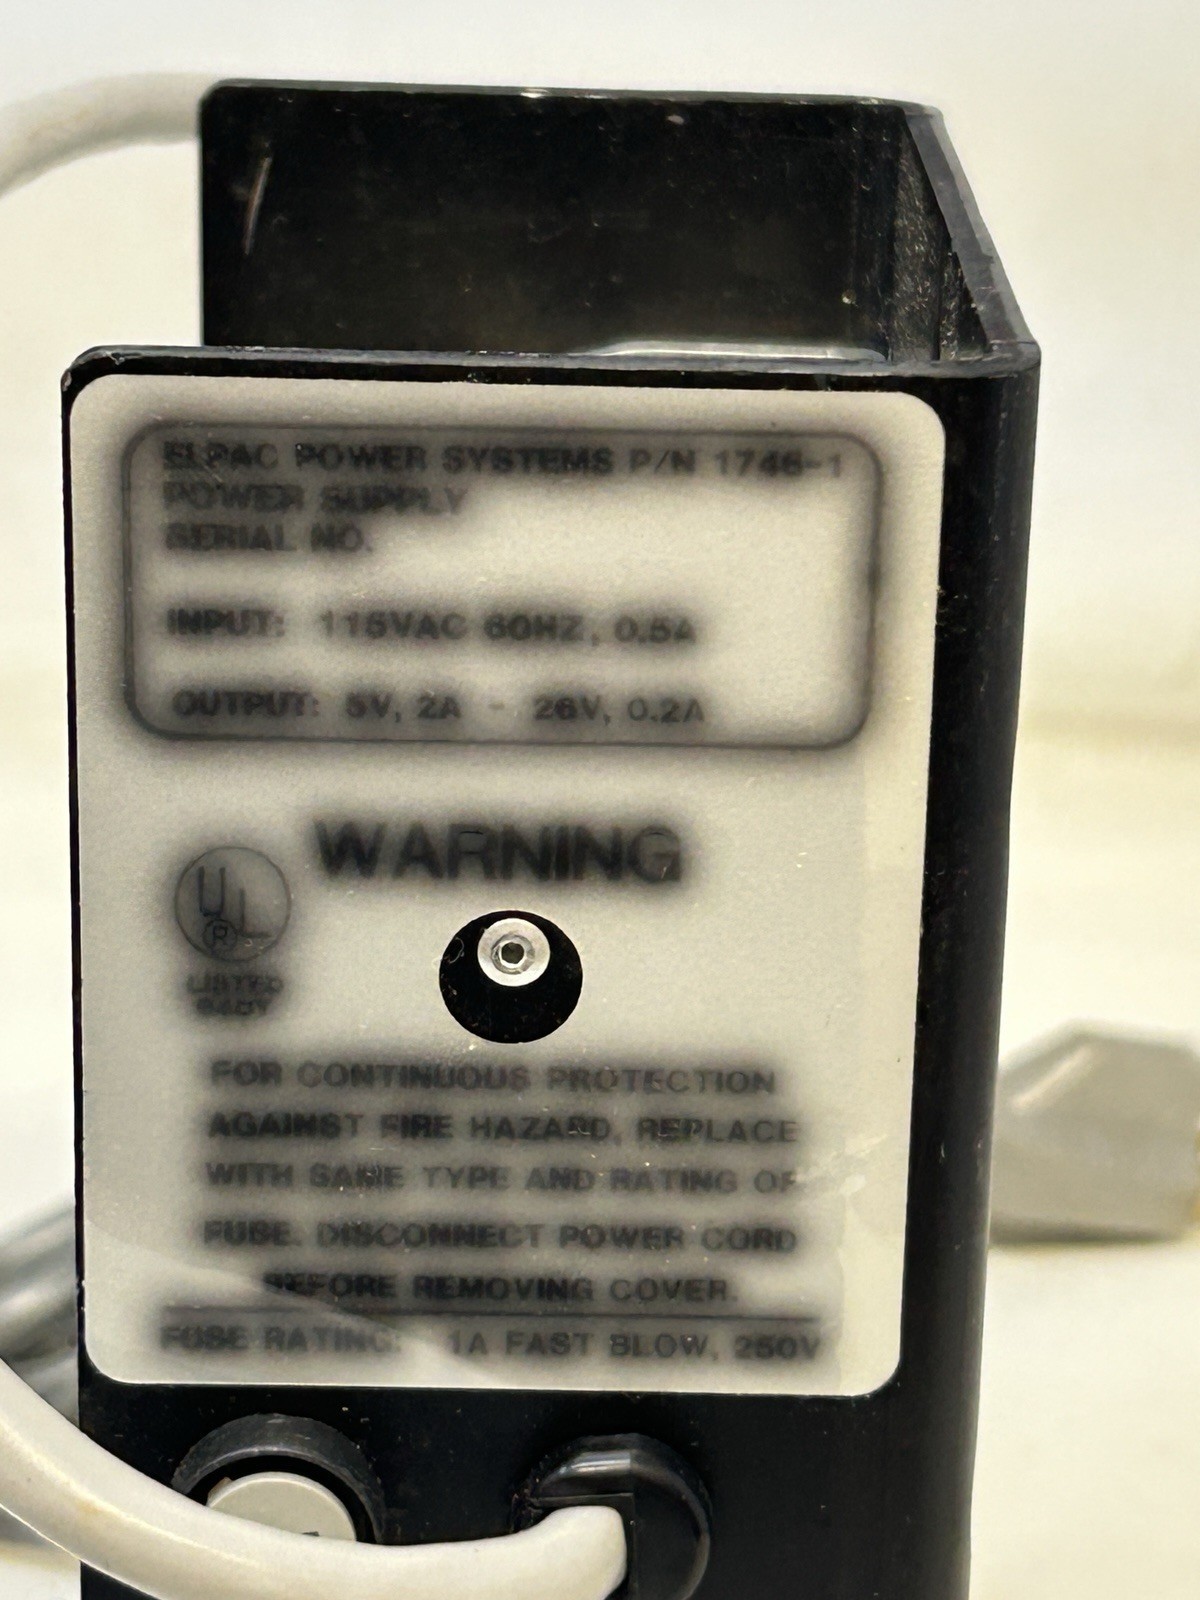 ELPAC POWER SYSTEMS P/N 1746-1
POWER SUPPLY
SERIAL NO.
INPUT: 115VAC 60HZ, 0.5A
OUTPUT: 5V, 2A - 26V, 0.2A
WARNING
UL
®
LISTED
FOR CONTINUOUS PROTECTION
AGAINST FIRE HAZARD, REPLACE
WITH SAME TYPE AND RATING OF
FUSE. DISCONNECT POWER CORD
BEFORE REMOVING COVER.
FUSE RATING: 1A FAST BLOW, 250V